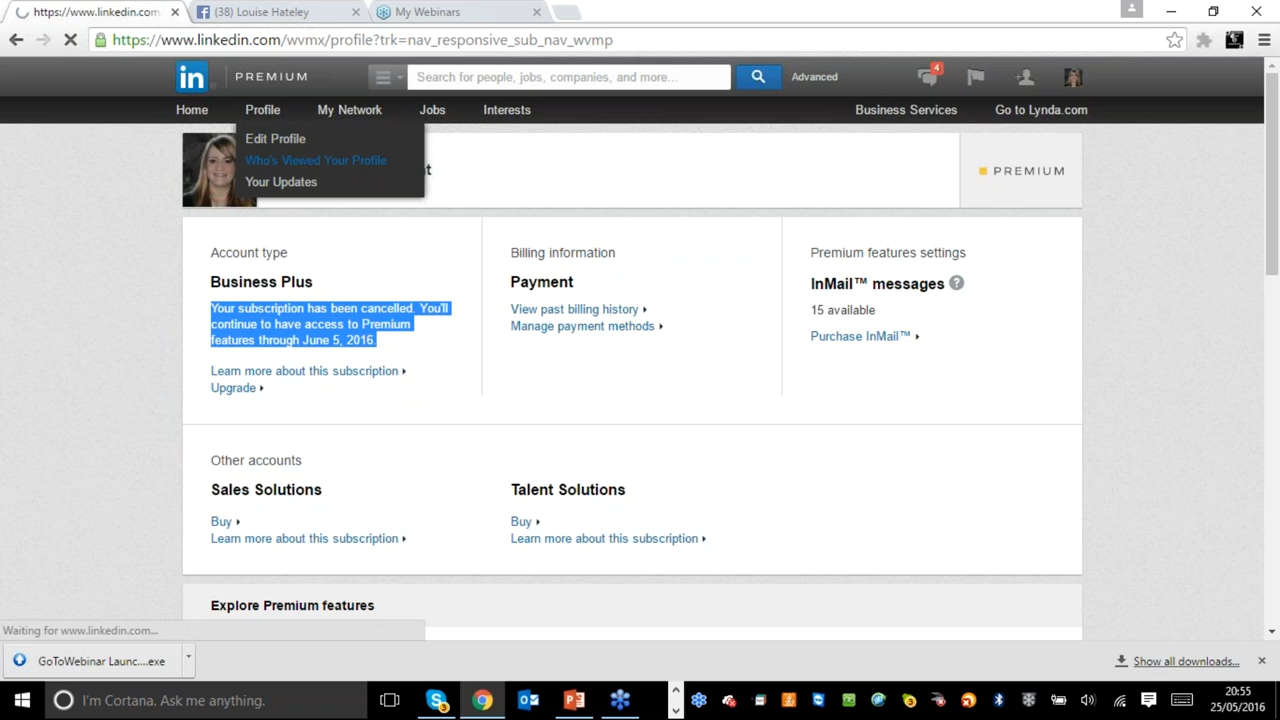 https://www.linkedin.com
(38) Louise Hateley
My Webinars
https://www.linkedin.com/wvmx/profile?trk=nav_responsive_sub_nav_wvmp
in
PREMIUM
Search for people, jobs, companies, and more...
Advanced
4
Home
Profile
My Network
Jobs
Interests
Business Services
Go to Lynda.com
Edit Profile
Who's Viewed Your Profile
Your Updates
t
PREMIUM
Account type
Business Plus
Your subscription has been cancelled. You'll
continue to have access to Premium
features through June 5, 2016.
Learn more about this subscription
Upgrade
Billing information
Payment
View past billing history
Manage payment methods
Premium features settings
InMail™ messages ?
15 available
Purchase InMail™
Other accounts
Sales Solutions
Buy
Learn more about this subscription
Talent Solutions
Buy
Learn more about this subscription
Explore Premium features
Waiting for www.linkedin.com...
GoToWebinar Launc....exe
Show all downloads...
I'm Cortana. Ask me anything.
20:55
25/05/2016